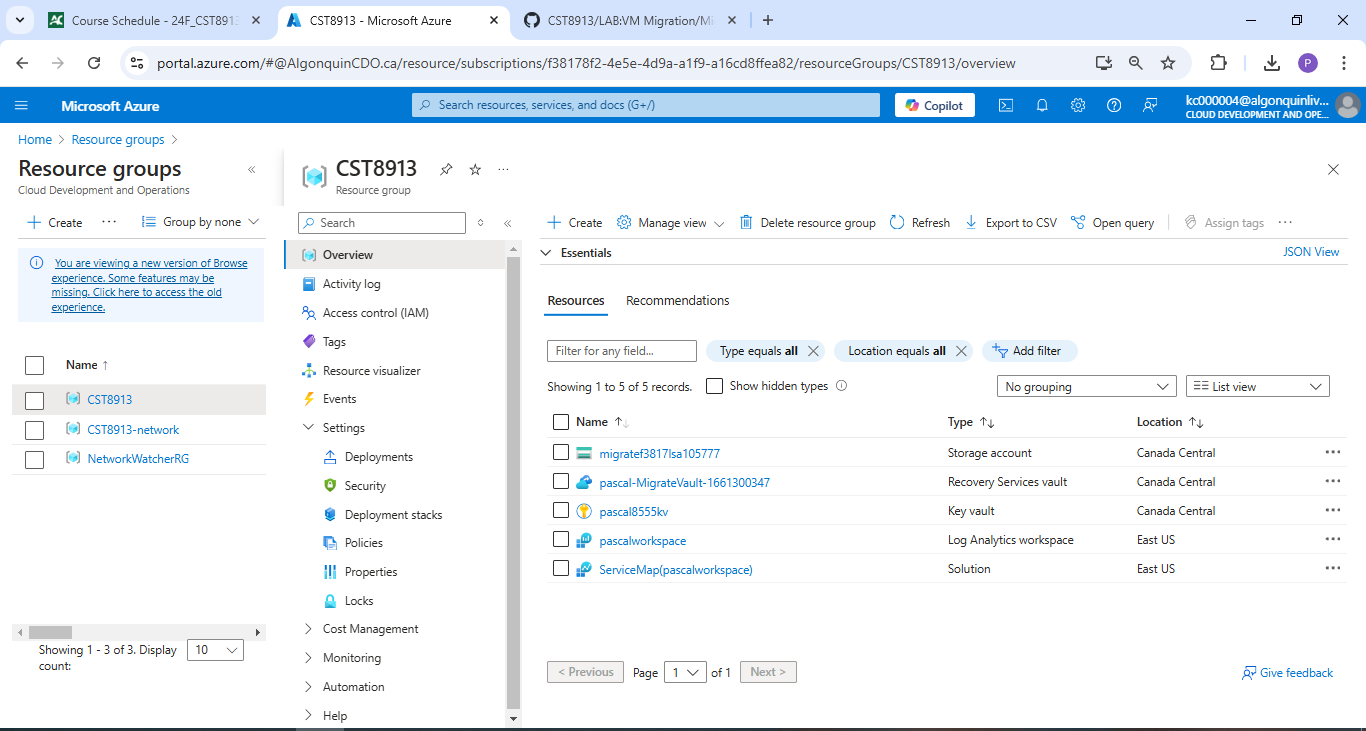 Course Schedule - 24F_CST8913
CST8913 - Microsoft Azure
CST8913/LAB:VM Migration/Mi
portal.azure.com/#@AlgonquinCDO.ca/resource/subscriptions/f38178f2-4e5e-4d9a-a1f9-a16cd8ffea82/resourceGroups/CST8913/overview
P
Microsoft Azure
Search resources, services, and docs (G+/)
Copilot
kc000004@algonquinliv...
CLOUD DEVELOPMENT AND OPE...
Home > Resource groups >
Resource groups
Cloud Development and Operations
Create
Group by none
You are viewing a new version of Browse
experience. Some features may be
missing. Click here to access the old
experience.
Name ↑
CST8913
CST8913-network
NetworkWatcherRG
Showing 1 - 3 of 3. Display
count:
10
CST8913
Resource group
Search
Overview
Activity log
Access control (IAM)
Tags
Resource visualizer
Events
Settings
Deployments
Security
Deployment stacks
Policies
Properties
Locks
Cost Management
Monitoring
Automation
Help
Create Manage view Delete resource group Refresh Export to CSV Open query Assign tags
Essentials
JSON View
Resources Recommendations
Filter for any field...
Type equals all
Location equals all
Add filter
Showing 1 to 5 of 5 records.
Show hidden types
No grouping
List view
Name ↑↓ Type ↑↓ Location ↑↓
migratef3817lsa105777 Storage account Canada Central
pascal-MigrateVault-1661300347 Recovery Services vault Canada Central
pascal8555kv Key vault Canada Central
pascalworkspace Log Analytics workspace East US
ServiceMap(pascalworkspace) Solution East US
< Previous Page 1 of 1 Next >
Give feedback